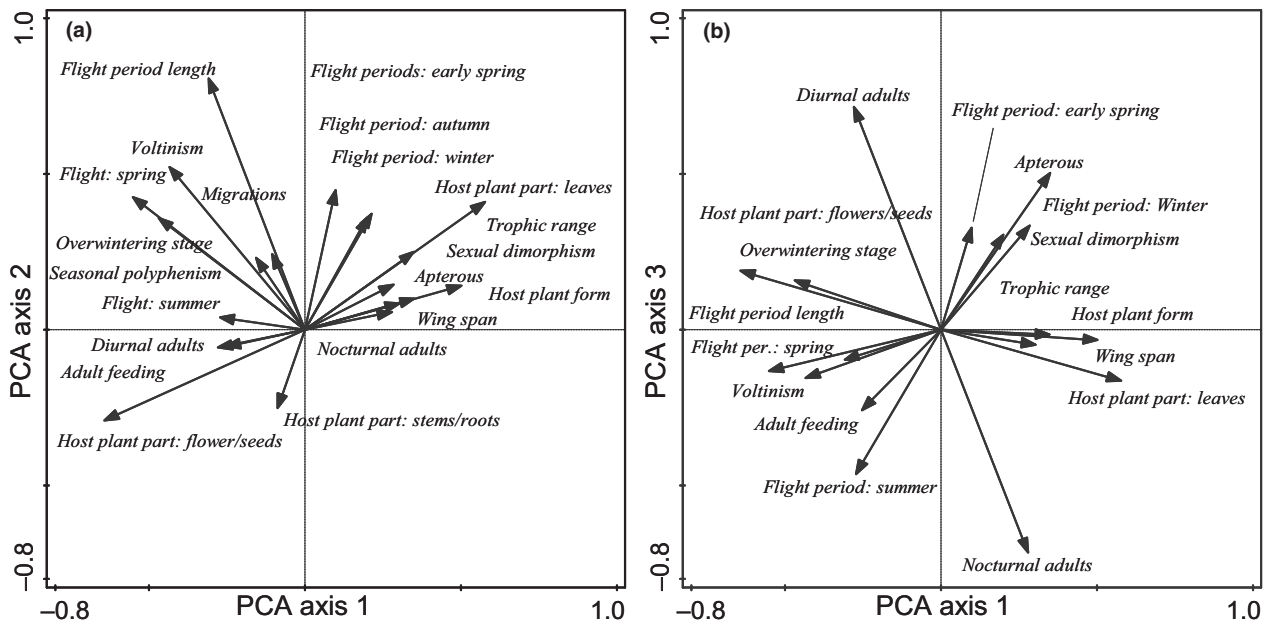 (a)
1.0
Flight period length
Flight periods: early spring
Flight period: autumn
Voltinism
Flight period: winter
Flight: spring
Migrations
Host plant part: leaves
Trophic range
Overwintering stage
Sexual dimorphism
Seasonal polyphenism
Apterous
Flight: summer
Host plant form
Wing span
Diurnal adults
Nocturnal adults
Adult feeding
Host plant part: stems/roots
Host plant part: flower/seeds
PCA axis 2
–0.8
–0.8
PCA axis 1
1.0
(b)
1.0
Diurnal adults
Flight period: early spring
Apterous
Host plant part: flowers/seeds
Flight period: Winter
Overwintering stage
Sexual dimorphism
Trophic range
Flight period length
Host plant form
Flight per.: spring
Wing span
Voltinism
Host plant part: leaves
Adult feeding
Flight period: summer
Nocturnal adults
PCA axis 3
–0.8
–0.8
PCA axis 1
1.0